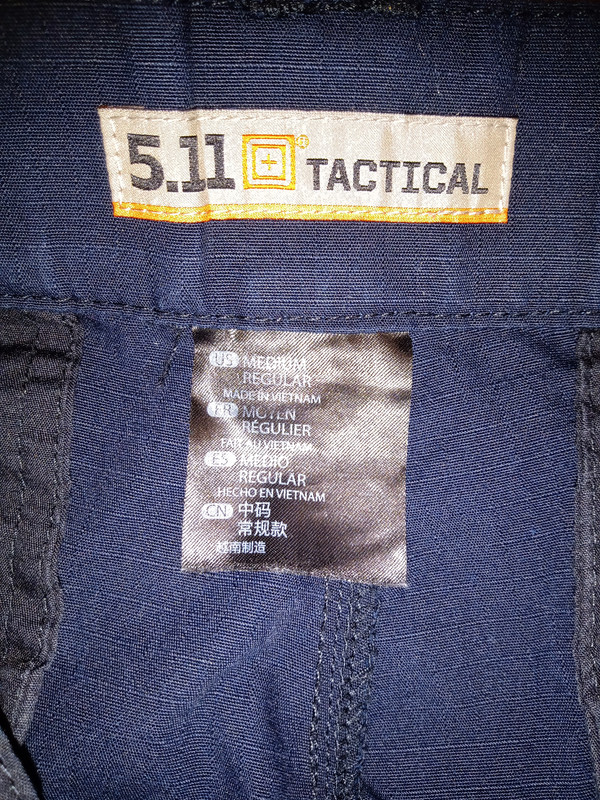 5.11® TACTICAL
US MEDIUM
REGULAR
MADE IN VIETNAM
FR MOYEN
RÉGULIER
FAIT AU VIETNAM
ES MEDIO
REGULAR
HECHO EN VIETNAM
CN 中码
常规款
越南制造